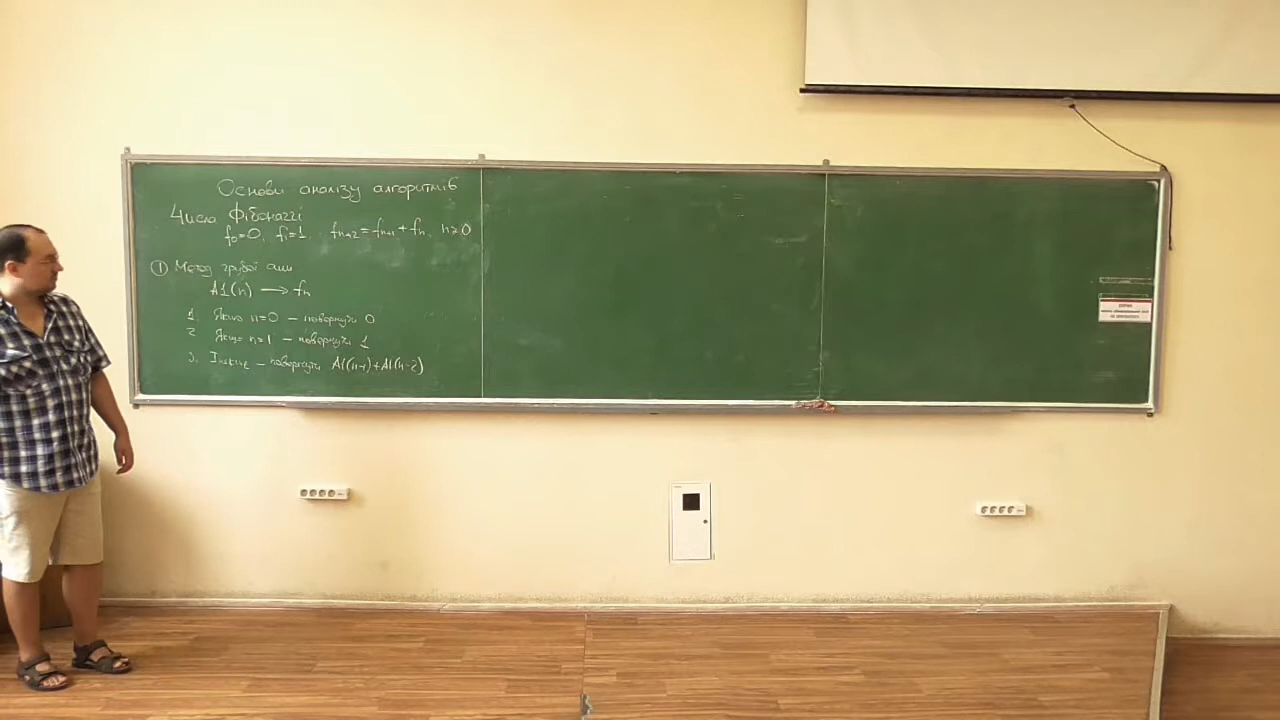 Основи аналізу алгоритмів
Числа Фібоначчі
f₀=0, f₁=1, fₙ₊₂=fₙ₊₁+fₙ, n≥0
① Метод грубої сили
A1(n) → fₙ
1. Якщо n=0 – повернути 0
2. Якщо n=1 – повернути 1
3. Інакше – повернути A1(n-1)+A1(n-2)